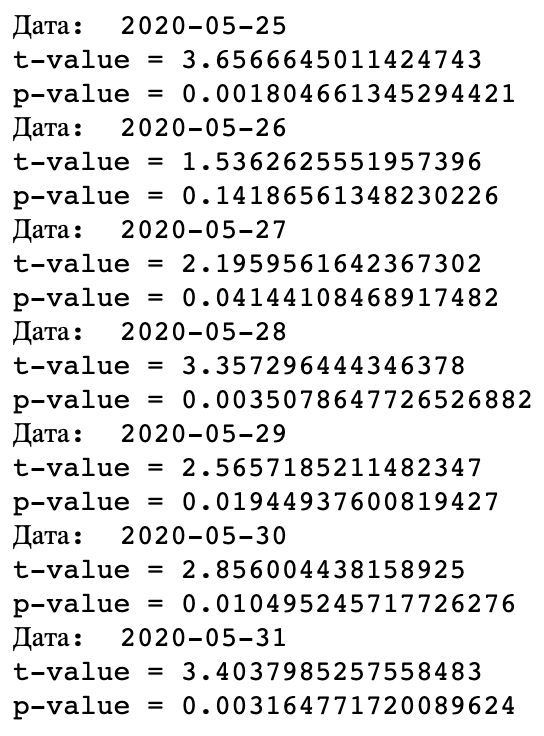 Дата:  2020-05-25
t-value = 3.6566645011424743
p-value = 0.001804661345294421
Дата:  2020-05-26
t-value = 1.5362625551957396
p-value = 0.14186561348230226
Дата:  2020-05-27
t-value = 2.1959561642367302
p-value = 0.04144108468917482
Дата:  2020-05-28
t-value = 3.357296444346378
p-value = 0.0035078647726526882
Дата:  2020-05-29
t-value = 2.5657185211482347
p-value = 0.01944937600819427
Дата:  2020-05-30
t-value = 2.856004438158925
p-value = 0.010495245717726276
Дата:  2020-05-31
t-value = 3.4037985257558483
p-value = 0.003164771720089624